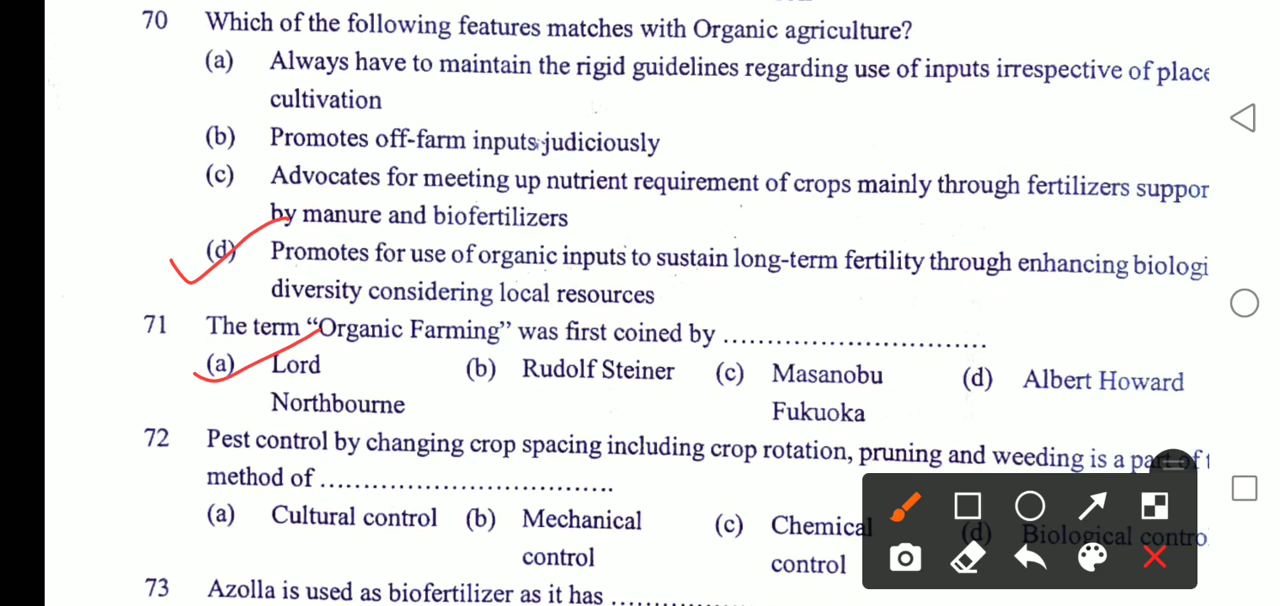 70 Which of the following features matches with Organic agriculture?
(a) Always have to maintain the rigid guidelines regarding use of inputs irrespective of place
cultivation
(b) Promotes off-farm inputs judiciously
(c) Advocates for meeting up nutrient requirement of crops mainly through fertilizers suppor
by manure and biofertilizers
(d) Promotes for use of organic inputs to sustain long-term fertility through enhancing biologi
diversity considering local resources
71 The term “Organic Farming” was first coined by ..............................
(a) Lord Northbourne (b) Rudolf Steiner (c) Masanobu Fukuoka (d) Albert Howard
72 Pest control by changing crop spacing including crop rotation, pruning and weeding is a part of t
method of ..................................
(a) Cultural control (b) Mechanical control (c) Chemical control (d) Biological contro
73 Azolla is used as biofertilizer as it has ....................